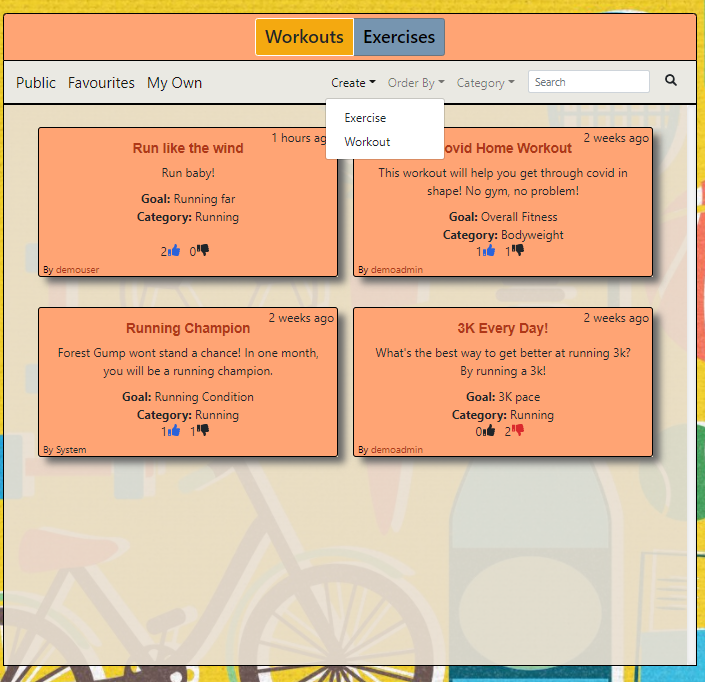 Workouts Exercises
Public Favourites My Own Create Order By Category Search
Exercise
Workout
1 hours ag
Run like the wind
Run baby!
Goal: Running far
Category: Running
2 0
By demouser
2 weeks ago
ovid Home Workout
This workout will help you get through covid in
shape! No gym, no problem!
Goal: Overall Fitness
Category: Bodyweight
1 1
By demoadmin
2 weeks ago
Running Champion
Forest Gump wont stand a chance! In one month,
you will be a running champion.
Goal: Running Condition
Category: Running
1 1
By System
2 weeks ago
3K Every Day!
What's the best way to get better at running 3k?
By running a 3k!
Goal: 3K pace
Category: Running
0 2
By demoadmin